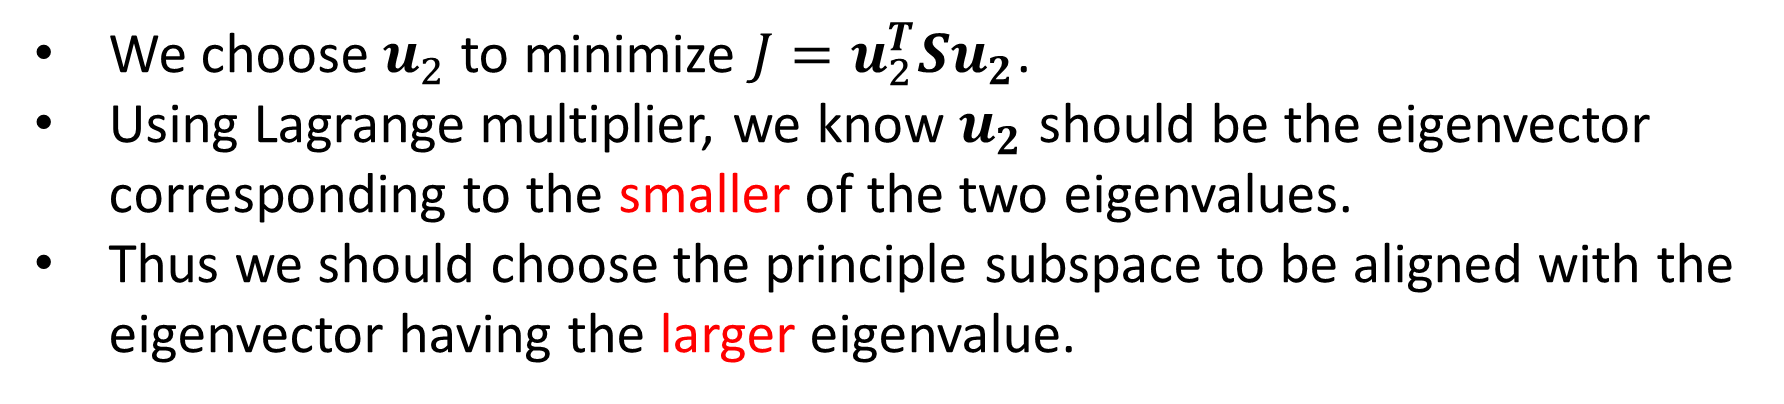 • We choose 𝒖₂ to minimize 𝐽 = 𝒖₂ᵀ𝑺𝒖₂.
• Using Lagrange multiplier, we know 𝒖₂ should be the eigenvector
corresponding to the smaller of the two eigenvalues.
• Thus we should choose the principle subspace to be aligned with the
eigenvector having the larger eigenvalue.